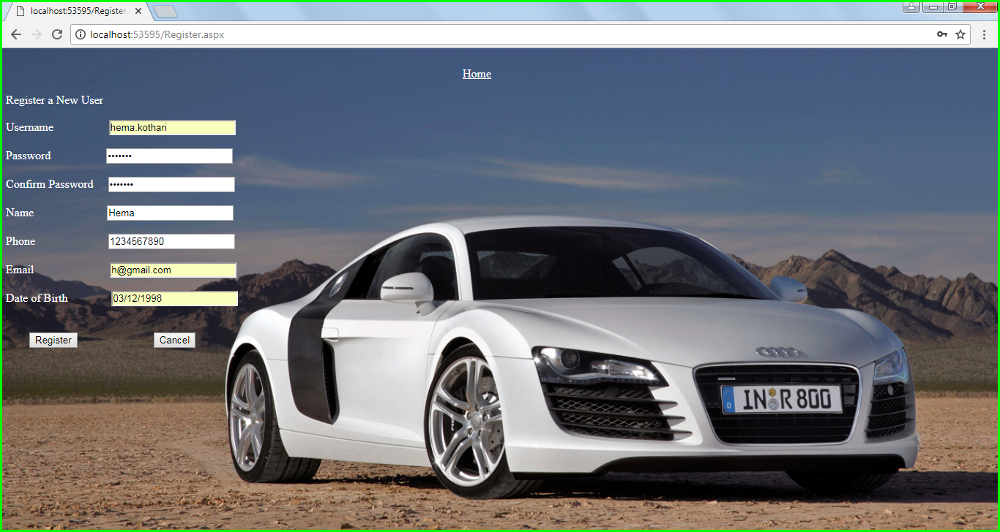 localhost:53595/Register.
localhost:53595/Register.aspx
Home
Register a New User
Username hema.kothari
Password •••••••
Confirm Password •••••••
Name Hema
Phone 1234567890
Email h@gmail.com
Date of Birth 03/12/1998
Register Cancel
D IN R 800